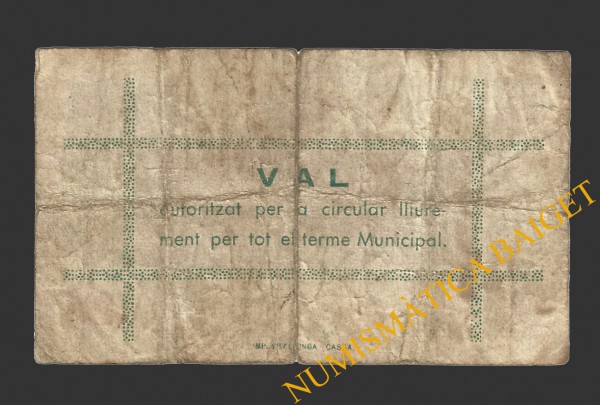 VAL
autoritzat per a circular lliure-
ment per tot el terme Municipal.
NUMISMÀTICA BAIGET